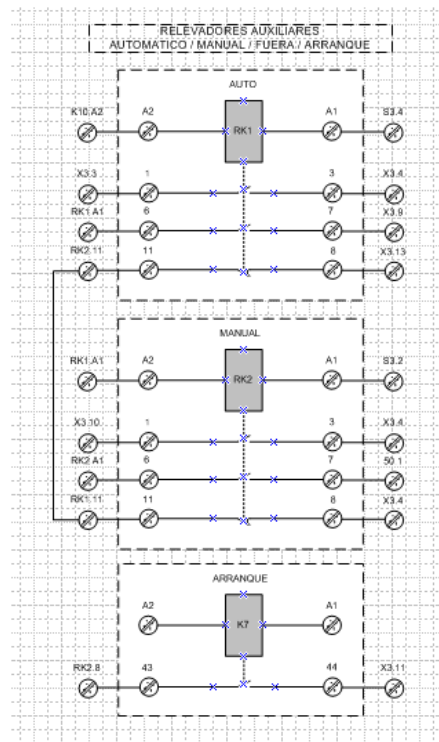 RELEVADORES AUXILIARES
AUTOMATICO / MANUAL / FUERA / ARRANQUE
AUTO
K10.A2 A2 RK1 A1 S3.4
X3.3 1 3 X3.4
RK1.A1 6 7 X3.9
RK2.11 11 8 X3.13
MANUAL
RK1.A1 A2 RK2 A1 S3.2
X3.10 1 3 X3.4
RK2.A1 6 7 50.1
RK1.11 11 8 X3.4
ARRANQUE
A2 K7 A1
RK2.8 43 44 X3.11